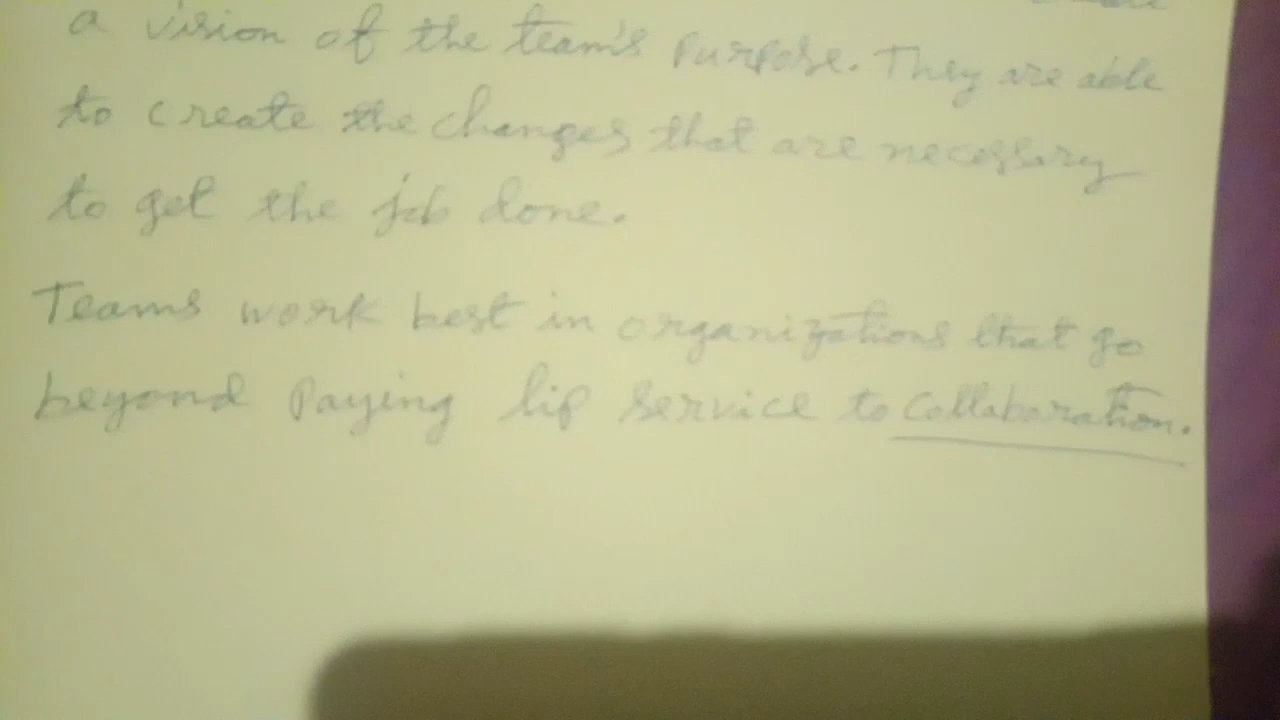 a vision of the team's purpose. They are able
to create the changes that are necessary
to get the job done.
Teams work best in organizations that go
beyond paying lip service to collaboration.